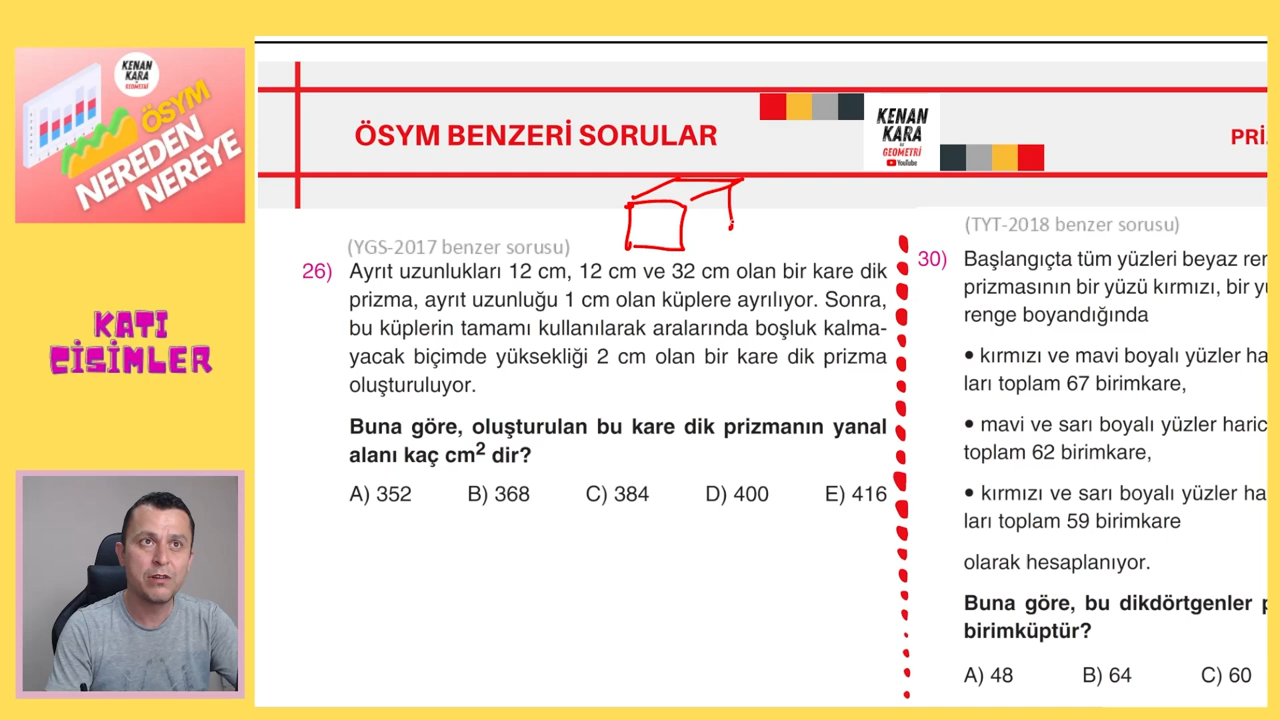 KENAN
KARA
ile
GEOMETRİ
ÖSYM
NEREDEN
NEREYE
KATI
CİSİMLER
ÖSYM BENZERİ SORULAR
KENAN
KARA
ile
GEOMETRİ
YouTube
PRİ
(YGS-2017 benzer sorusu)
26) Ayrıt uzunlukları 12 cm, 12 cm ve 32 cm olan bir kare dik
prizma, ayrıt uzunluğu 1 cm olan küplere ayrılıyor. Sonra,
bu küplerin tamamı kullanılarak aralarında boşluk kalma-
yacak biçimde yüksekliği 2 cm olan bir kare dik prizma
oluşturuluyor.
Buna göre, oluşturulan bu kare dik prizmanın yanal
alanı kaç cm² dir?
A) 352 B) 368 C) 384 D) 400 E) 416
(TYT-2018 benzer sorusu)
30) Başlangıçta tüm yüzleri beyaz ren
prizmasının bir yüzü kırmızı, bir yü
renge boyandığında
• kırmızı ve mavi boyalı yüzler ha
ları toplam 67 birimkare,
• mavi ve sarı boyalı yüzler haric
toplam 62 birimkare,
• kırmızı ve sarı boyalı yüzler ha
ları toplam 59 birimkare
olarak hesaplanıyor.
Buna göre, bu dikdörtgenler p
birimküptür?
A) 48 B) 64 C) 60